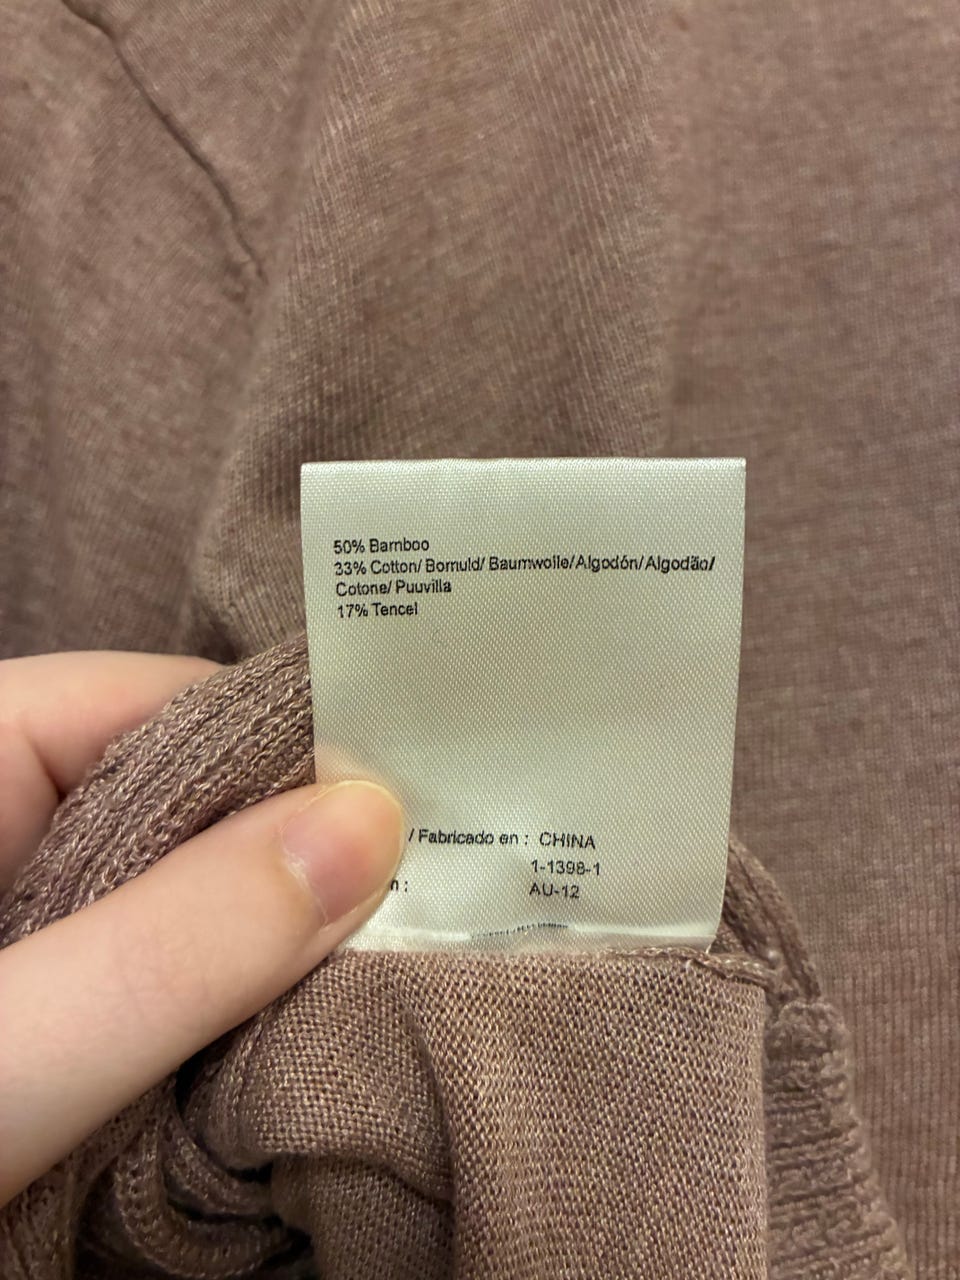 50% Bamboo
33% Cotton/ Bomuld/ Baumwolle/Algodón/Algodão/
Cotone/ Puuvilla
17% Tencel
/ Fabricado en : CHINA
1-1398-1
n : AU-12